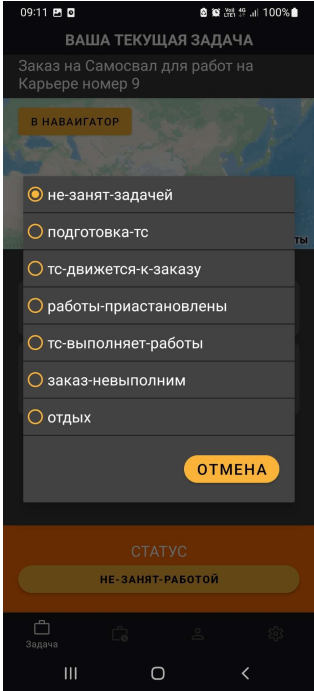 09:11 100%
ВАША ТЕКУЩАЯ ЗАДАЧА
Заказ на Самосвал для работ на
Карьере номер 9
В НАВАИГАТОР
не-занят-задачей
подготовка-тс
тс-движется-к-заказу
работы-приастановлены
тс-выполняет-работы
заказ-невыполним
отдых
ОТМЕНА
СТАТУС
НЕ-ЗАНЯТ-РАБОТОЙ
Задача